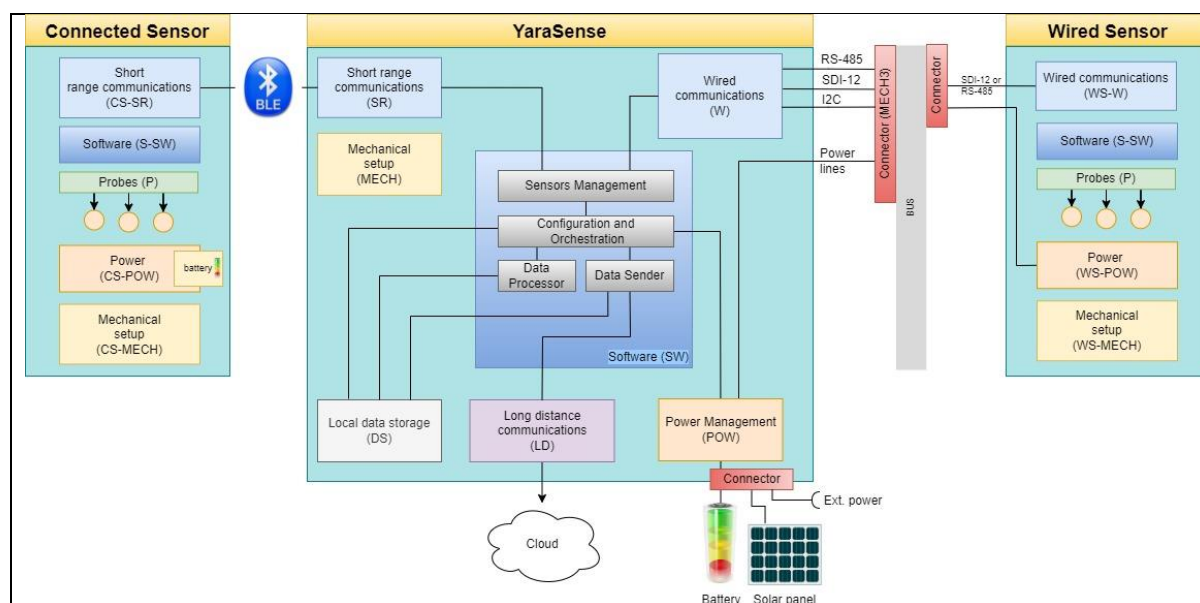 Connected Sensor
Short
range communications
(CS-SR)
Software (S-SW)
Probes (P)
Power
(CS-POW)
battery
Mechanical
setup
(CS-MECH)
BLE
YaraSense
Short range
communications
(SR)
Mechanical
setup
(MECH)
Wired
communications
(W)
Sensors Management
Configuration and
Orchestration
Data
Processor
Data Sender
Software (SW)
Local data storage
(DS)
Long distance
communications
(LD)
Power Management
(POW)
Connector
Ext. power
Cloud
Battery
Solar panel
RS-485
SDI-12
I2C
Power
lines
Connector (MECH3)
BUS
Connector
SDI-12 or
RS-485
Wired Sensor
Wired communications
(WS-W)
Software (S-SW)
Probes (P)
Power
(WS-POW)
Mechanical
setup
(WS-MECH)